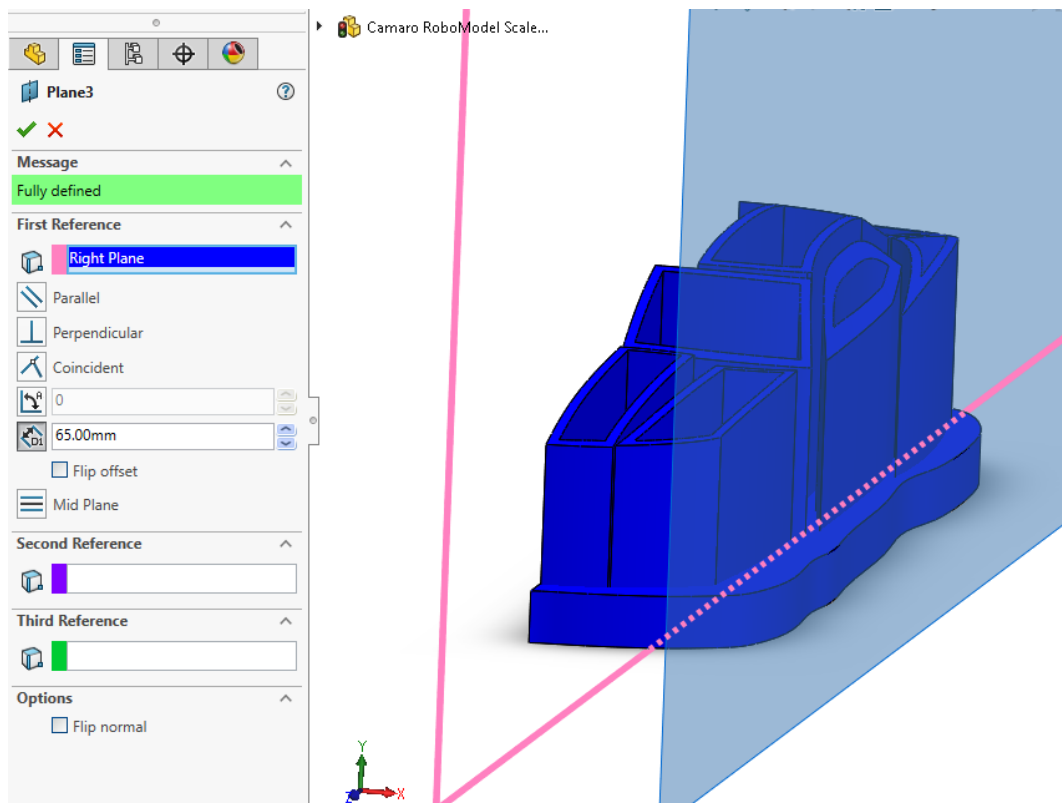 Camaro RoboModel Scale...
Plane3
Message
Fully defined
First Reference
Right Plane
Parallel
Perpendicular
Coincident
0
D1
65.00mm
Flip offset
Mid Plane
Second Reference
Third Reference
Options
Flip normal
Y
X
Z